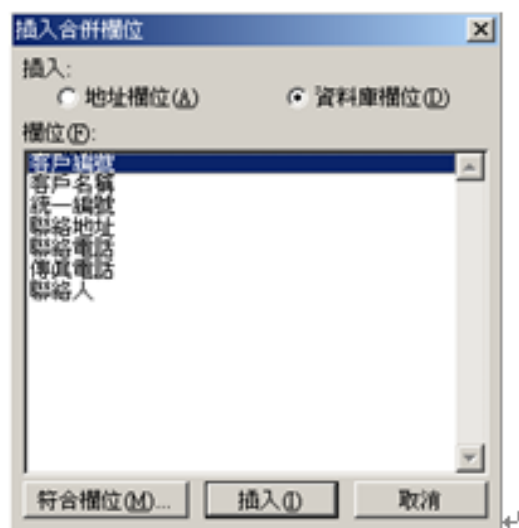 插入合併欄位
插入:
地址欄位(A) 資料庫欄位(D)
欄位(F):
客戶編號
客戶名稱
統一編號
聯絡地址
聯絡電話
傳真電話
聯絡人
符合欄位(M)... 插入(I) 取消